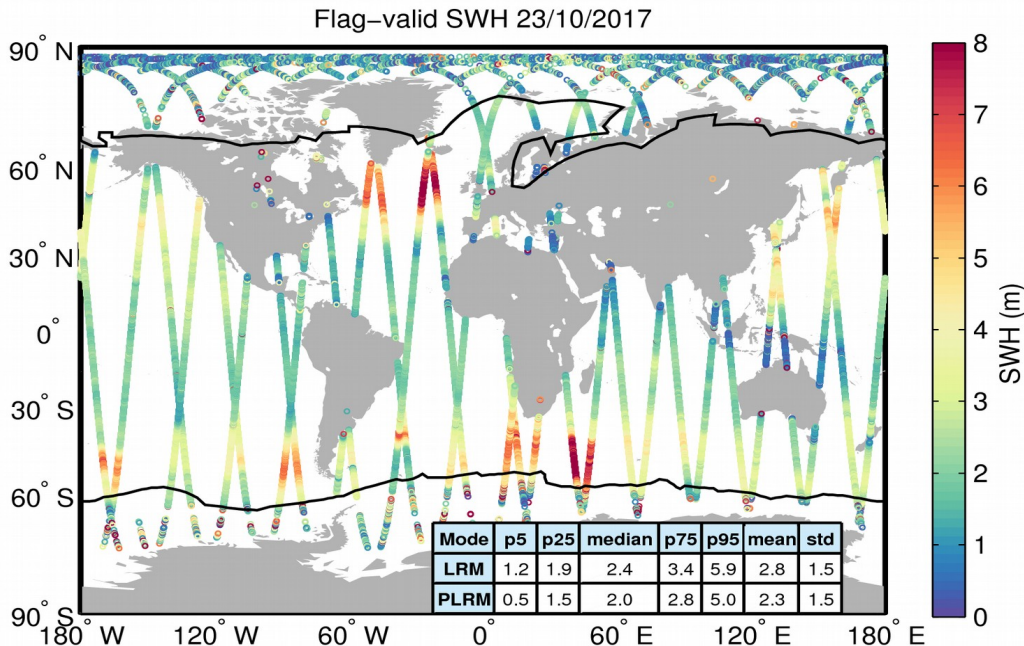 Flag−valid SWH 23/10/2017
90° N
60° N
30° N
0°
30° S
60° S
90° S
180° W
120° W
60° W
0°
60° E
120° E
180° E
8
7
6
5
4
3
2
1
0
SWH (m)
Mode p5 p25 median p75 p95 mean std
LRM 1.2 1.9 2.4 3.4 5.9 2.8 1.5
PLRM 0.5 1.5 2.0 2.8 5.0 2.3 1.5